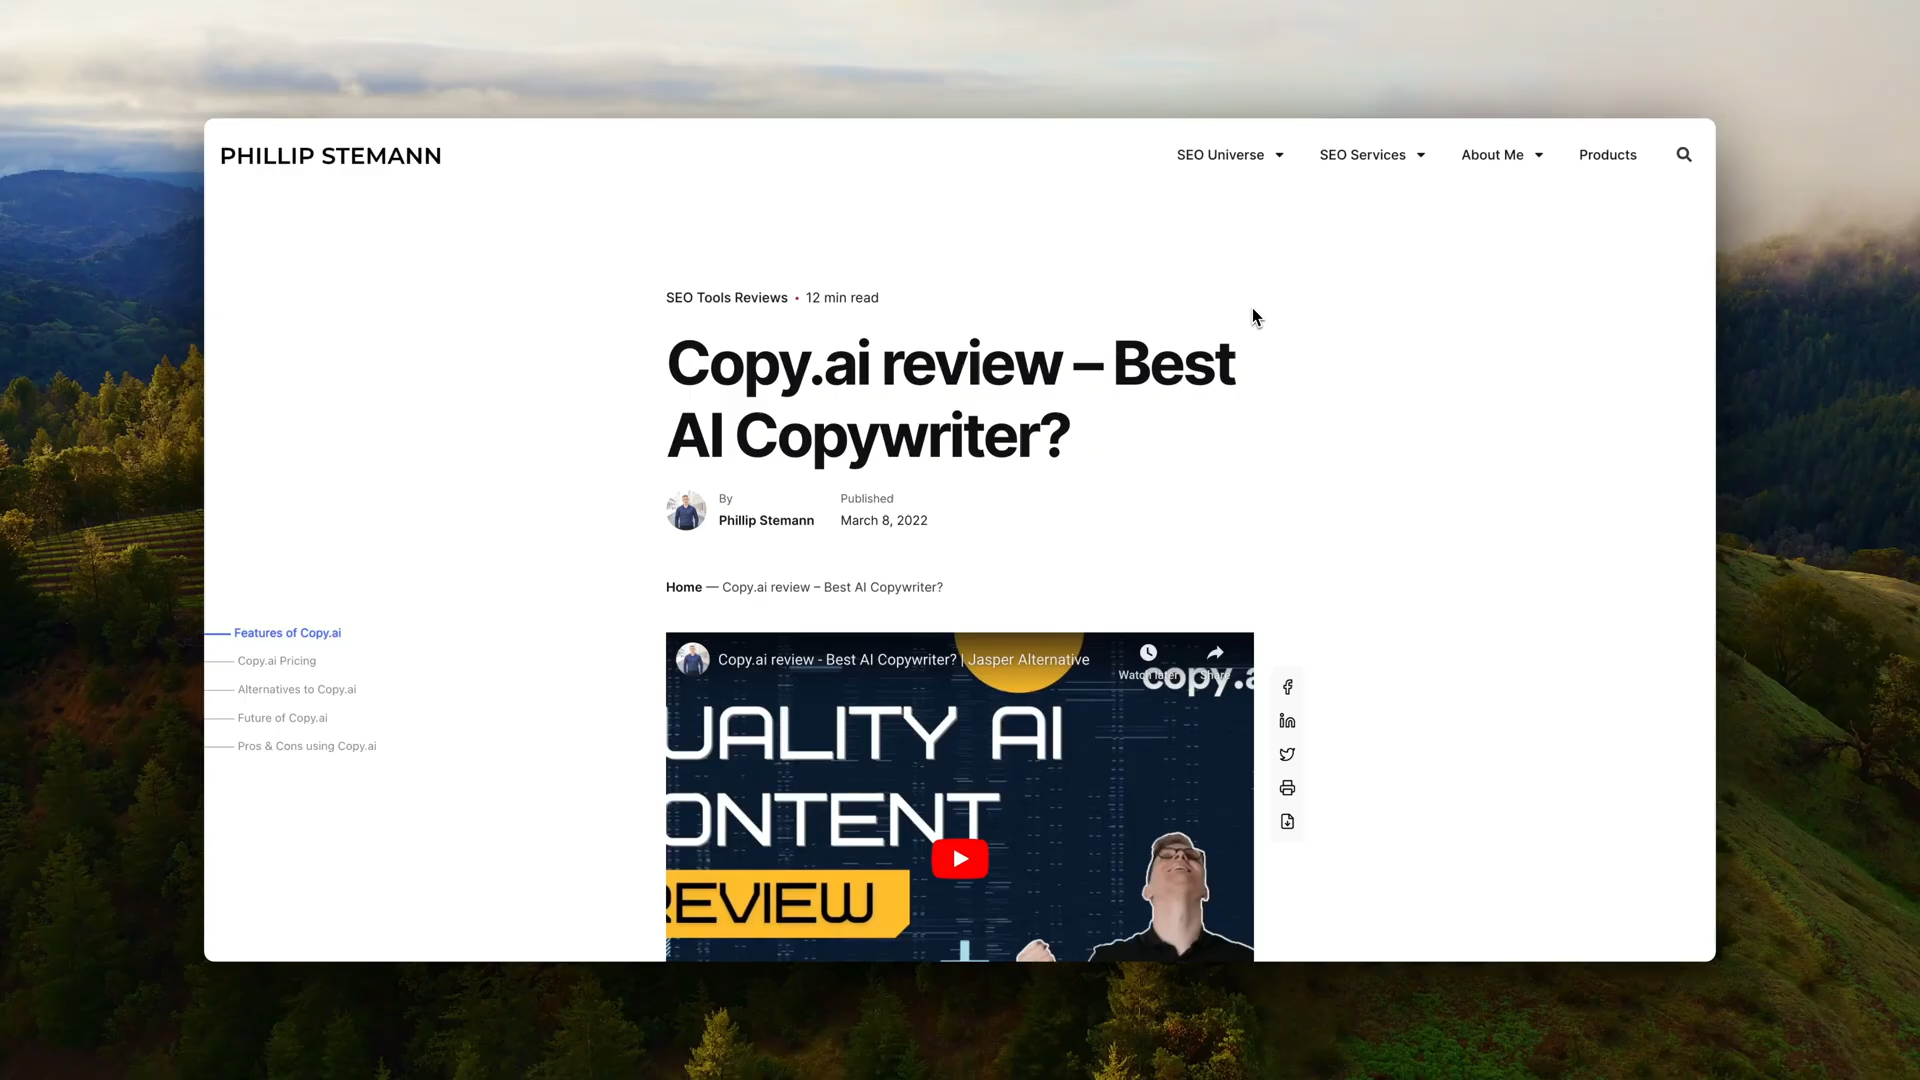 PHILLIP STEMANN
SEO Universe
SEO Services
About Me
Products
SEO Tools Reviews • 12 min read
Copy.ai review – Best
AI Copywriter?
By
Phillip Stemann
Published
March 8, 2022
Home — Copy.ai review – Best AI Copywriter?
Features of Copy.ai
Copy.ai Pricing
Alternatives to Copy.ai
Future of Copy.ai
Pros & Cons using Copy.ai
Copy.ai review - Best AI Copywriter? | Jasper Alternative
Watch later
Share
copy.a
UALITY AI
ONTENT
REVIEW